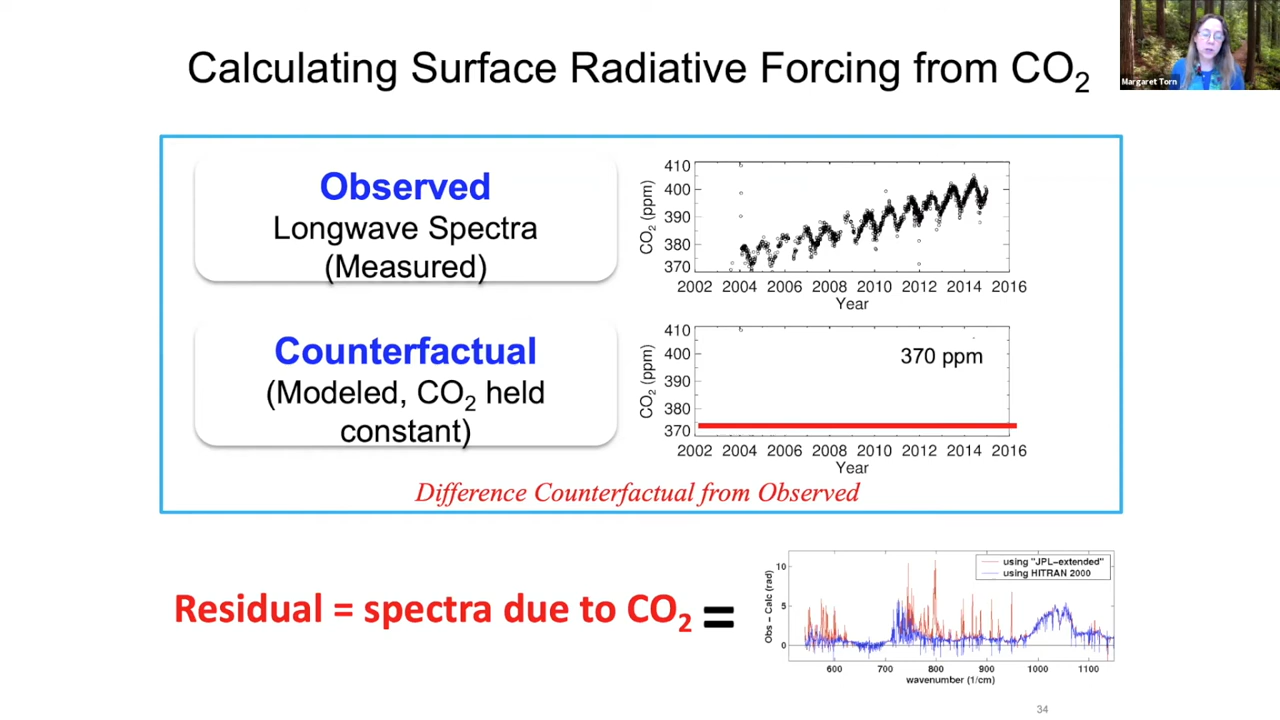 Calculating Surface Radiative Forcing from CO2
Margaret Torn
Observed
Longwave Spectra
(Measured)
410
400
390
380
370
CO2 (ppm)
2002 2004 2006 2008 2010 2012 2014 2016
Year
Counterfactual
(Modeled, CO2 held
constant)
410
400
390
380
370
CO2 (ppm)
370 ppm
2002 2004 2006 2008 2010 2012 2014 2016
Year
Difference Counterfactual from Observed
Residual = spectra due to CO2 =
using "JPL-extended"
using HITRAN 2000
10
5
0
Obs - Calc (rad)
600 700 800 900 1000 1100
wavenumber (1/cm)
34